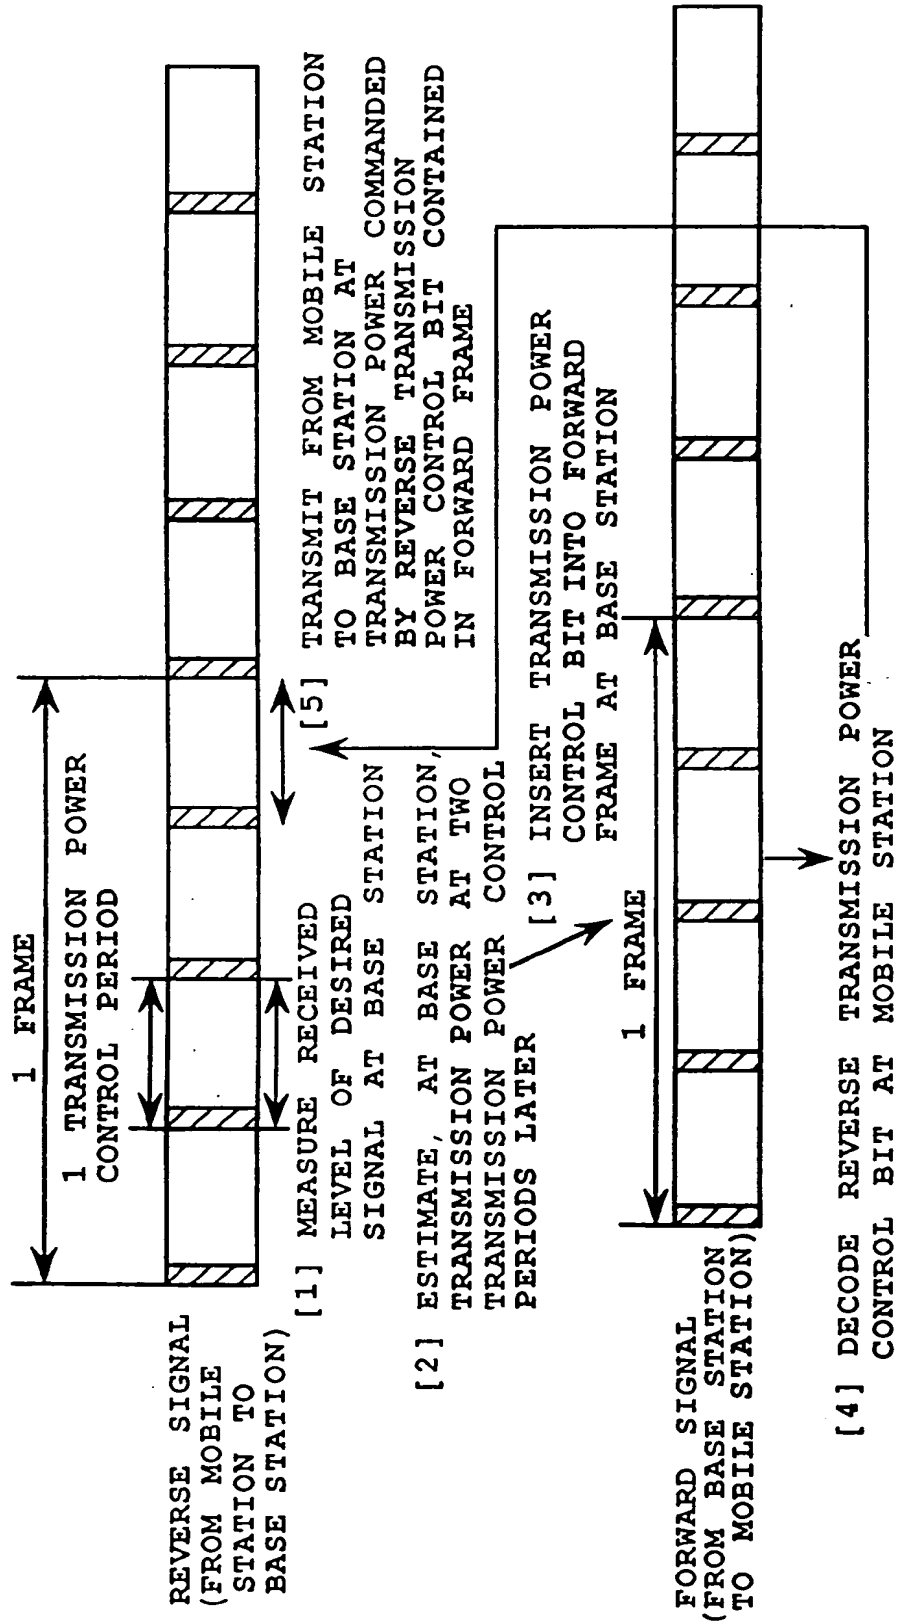 1 FRAME
1 TRANSMISSION POWER
CONTROL PERIOD
REVERSE SIGNAL
(FROM MOBILE
STATION TO
BASE STATION)
[1] MEASURE RECEIVED
LEVEL OF DESIRED
SIGNAL AT BASE STATION
[2] ESTIMATE, AT BASE STATION,
TRANSMISSION POWER AT TWO
TRANSMISSION POWER CONTROL
PERIODS LATER
[5] TRANSMIT FROM MOBILE STATION
TO BASE STATION AT
TRANSMISSION POWER COMMANDED
BY REVERSE TRANSMISSION
POWER CONTROL BIT CONTAINED
IN FORWARD FRAME
[3] INSERT TRANSMISSION POWER
CONTROL BIT INTO FORWARD
FRAME AT BASE STATION
1 FRAME
FORWARD SIGNAL
(FROM BASE STATION
TO MOBILE STATION)
[4] DECODE REVERSE TRANSMISSION POWER
CONTROL BIT AT MOBILE STATION